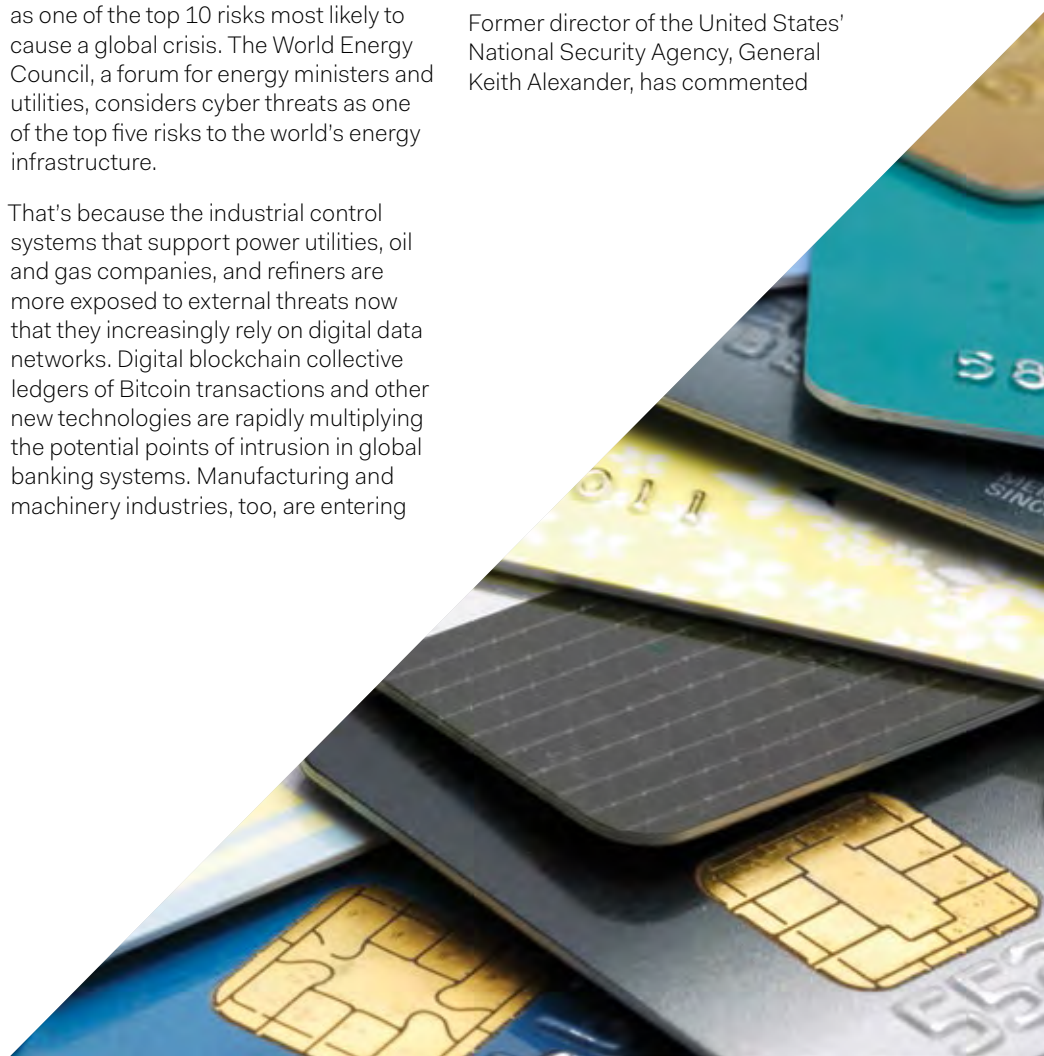 as one of the top 10 risks most likely to
cause a global crisis. The World Energy
Council, a forum for energy ministers and
utilities, considers cyber threats as one
of the top five risks to the world's energy
infrastructure.
That's because the industrial control
systems that support power utilities, oil
and gas companies, and refiners are
more exposed to external threats now
that they increasingly rely on digital data
networks. Digital blockchain collective
ledgers of Bitcoin transactions and other
new technologies are rapidly multiplying
the potential points of intrusion in global
banking systems. Manufacturing and
machinery industries, too, are entering
Former director of the United States'
National Security Agency, General
Keith Alexander, has commented
58
011
552